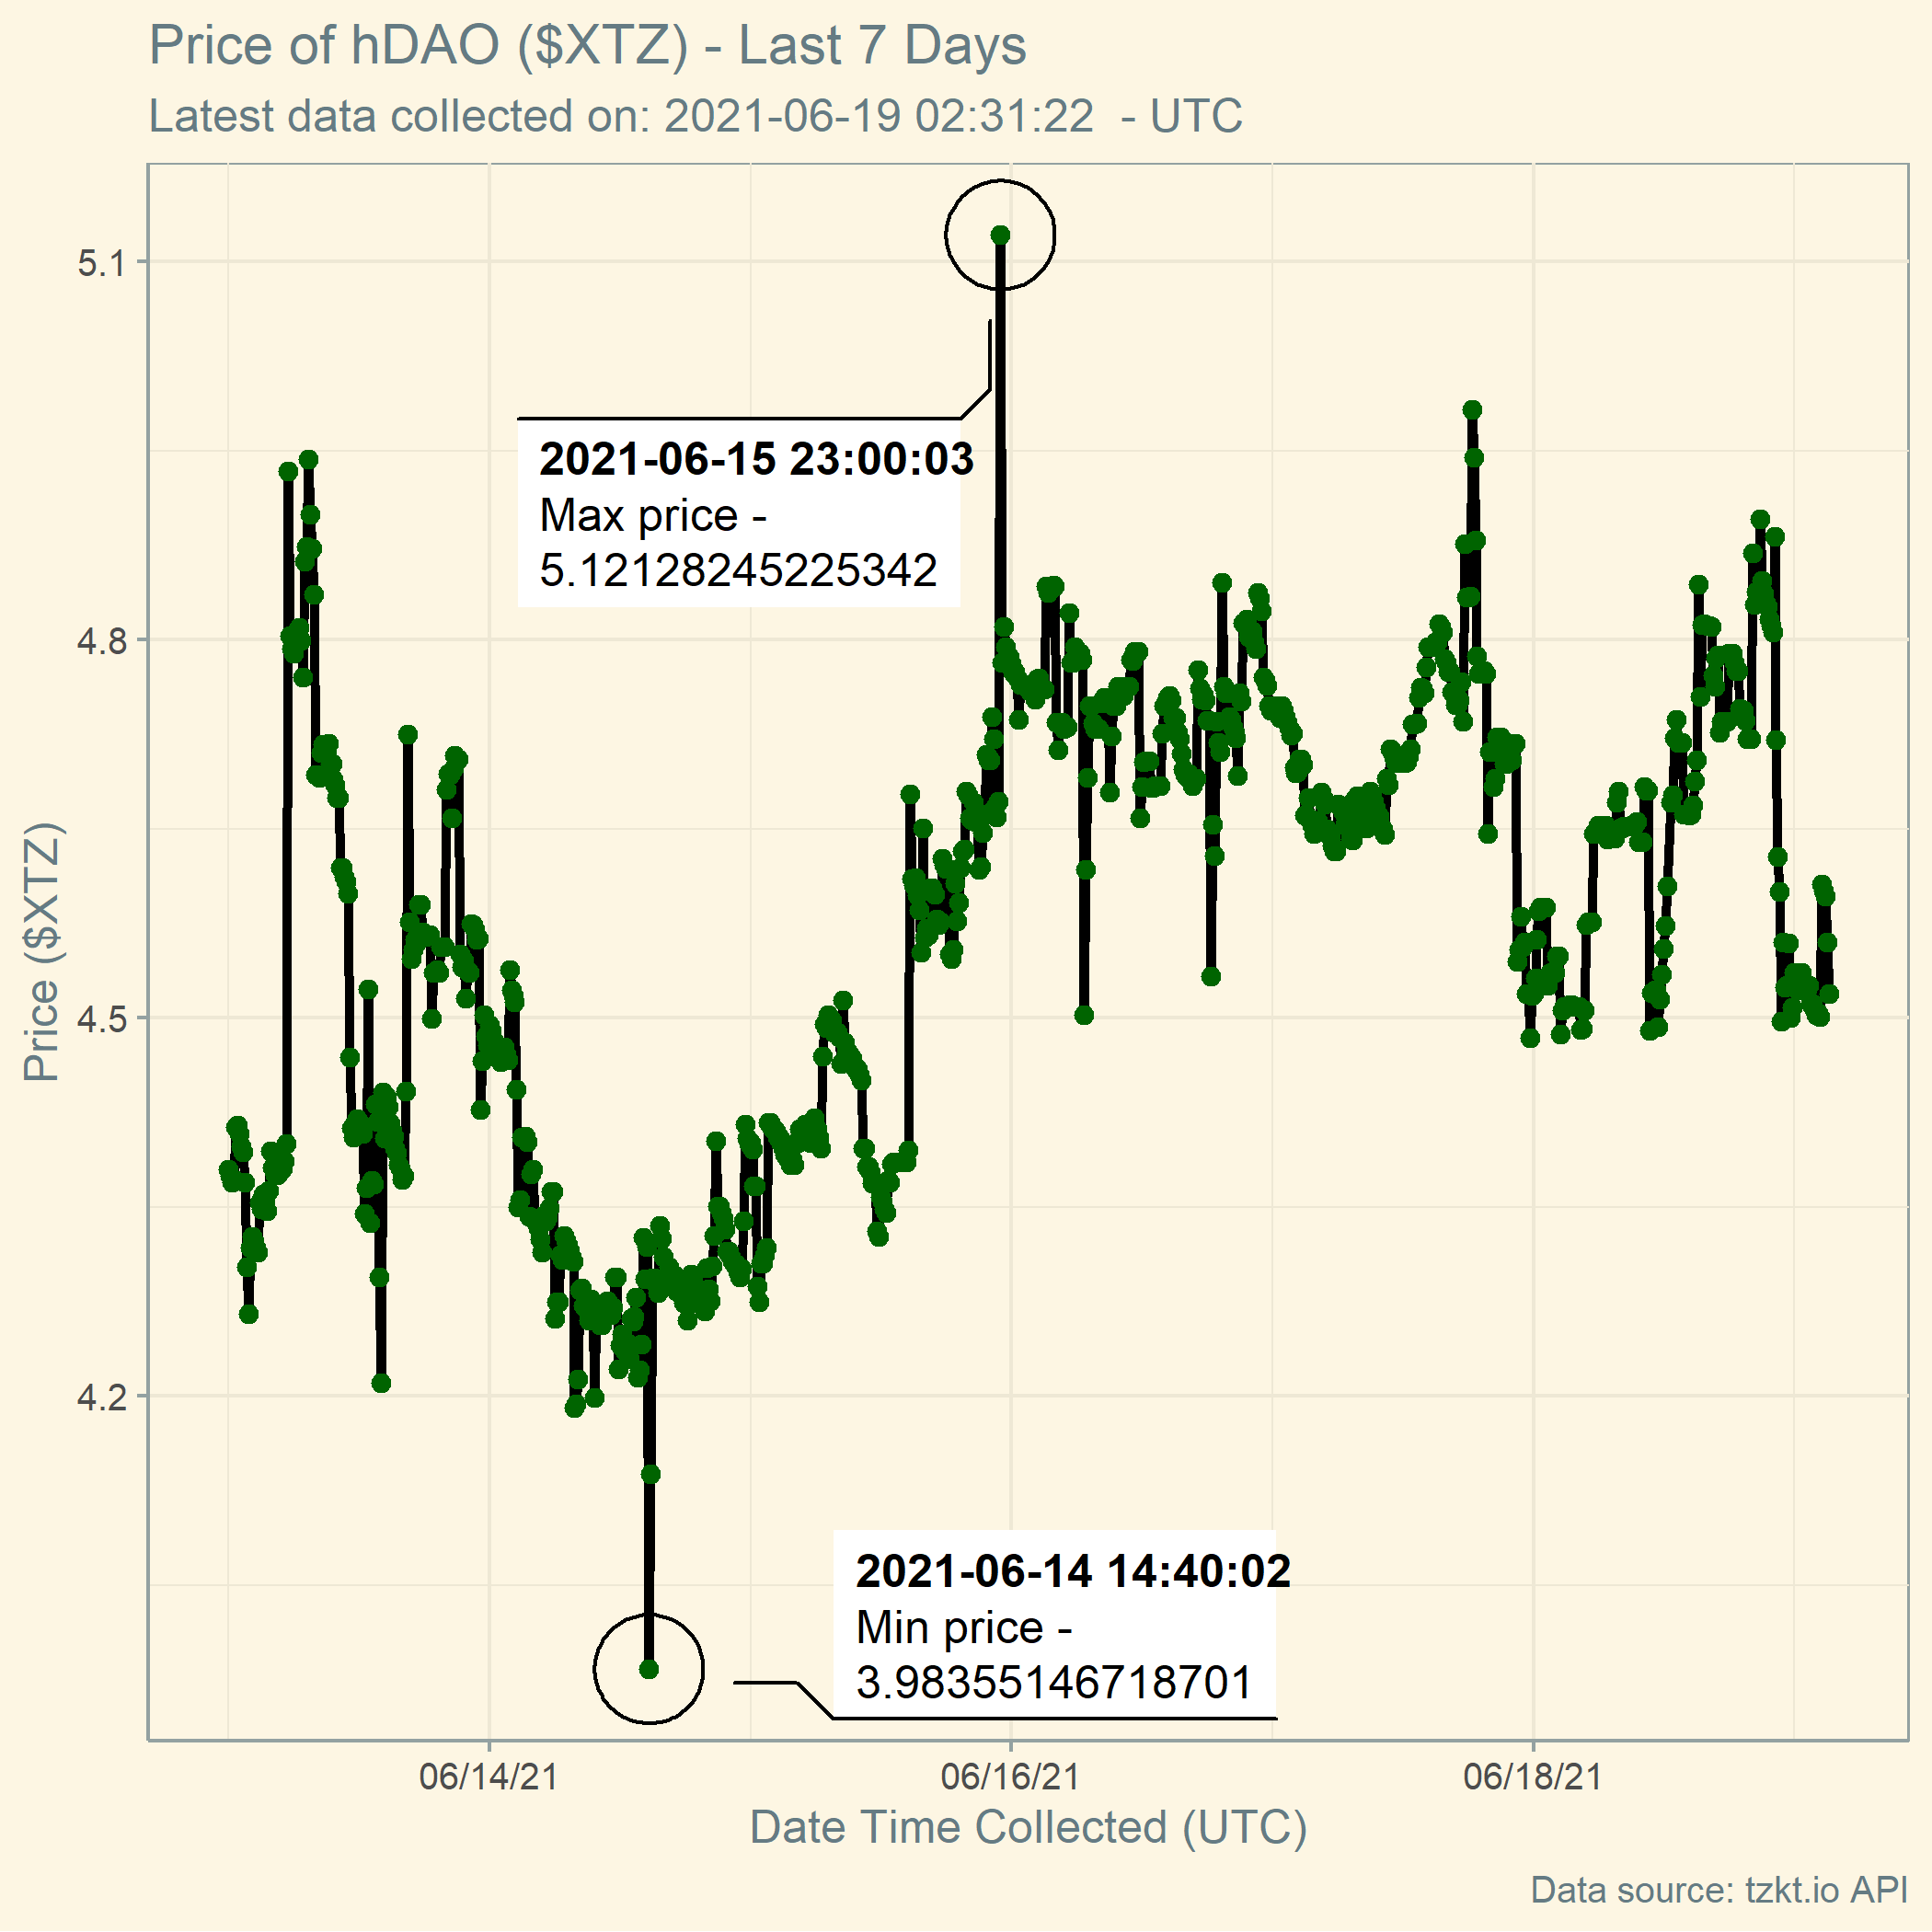 Price of hDAO ($XTZ) - Last 7 Days
Latest data collected on: 2021-06-19 02:31:22  - UTC
5.1
4.8
4.5
4.2
Price ($XTZ)
2021-06-15 23:00:03
Max price -
5.12128245225342
2021-06-14 14:40:02
Min price -
3.98355146718701
06/14/21
06/16/21
06/18/21
Date Time Collected (UTC)
Data source: tzkt.io API